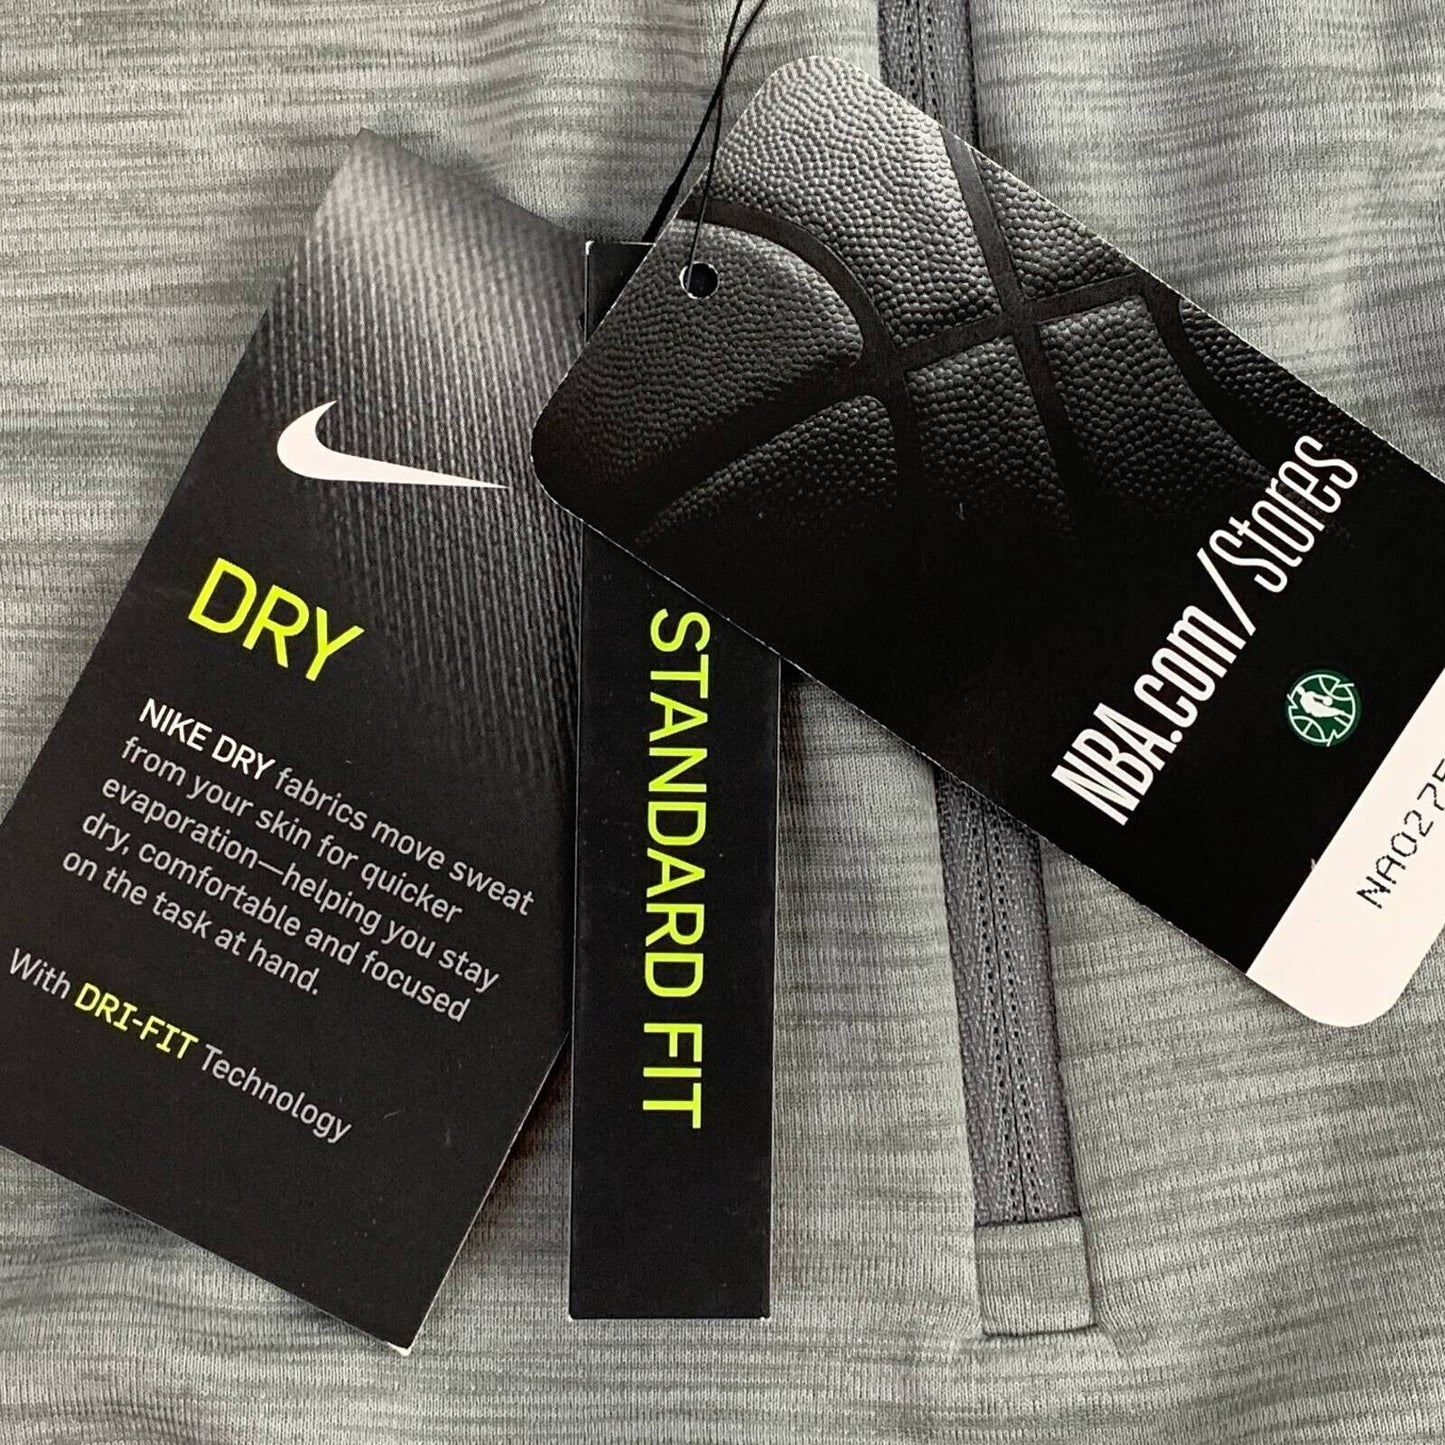 DRY
NIKE DRY fabrics move sweat
from your skin for quicker
evaporation—helping you stay
dry, comfortable and focused
on the task at hand.
With DRI-FIT Technology
STANDARD FIT
NBA.com/Stores